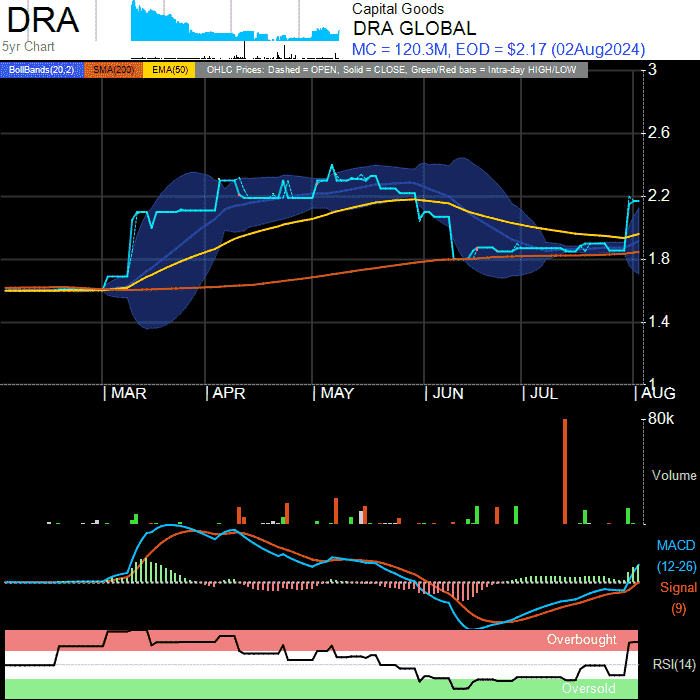 DRA
5yr Chart
Capital Goods
DRA GLOBAL
MC = 120.3M, EOD = $2.17 (02Aug2024)
BollBands(20,2) SMA(200) EMA(50) OHLC Prices: Dashed = OPEN, Solid = CLOSE, Green/Red bars = Intra-day HIGH/LOW
3
2.6
2.2
1.8
1.4
1
| MAR | APR | MAY | JUN | JUL | AUG
80k
Volume
MACD
(12-26)
Signal
(9)
Overbought
RSI(14)
Oversold